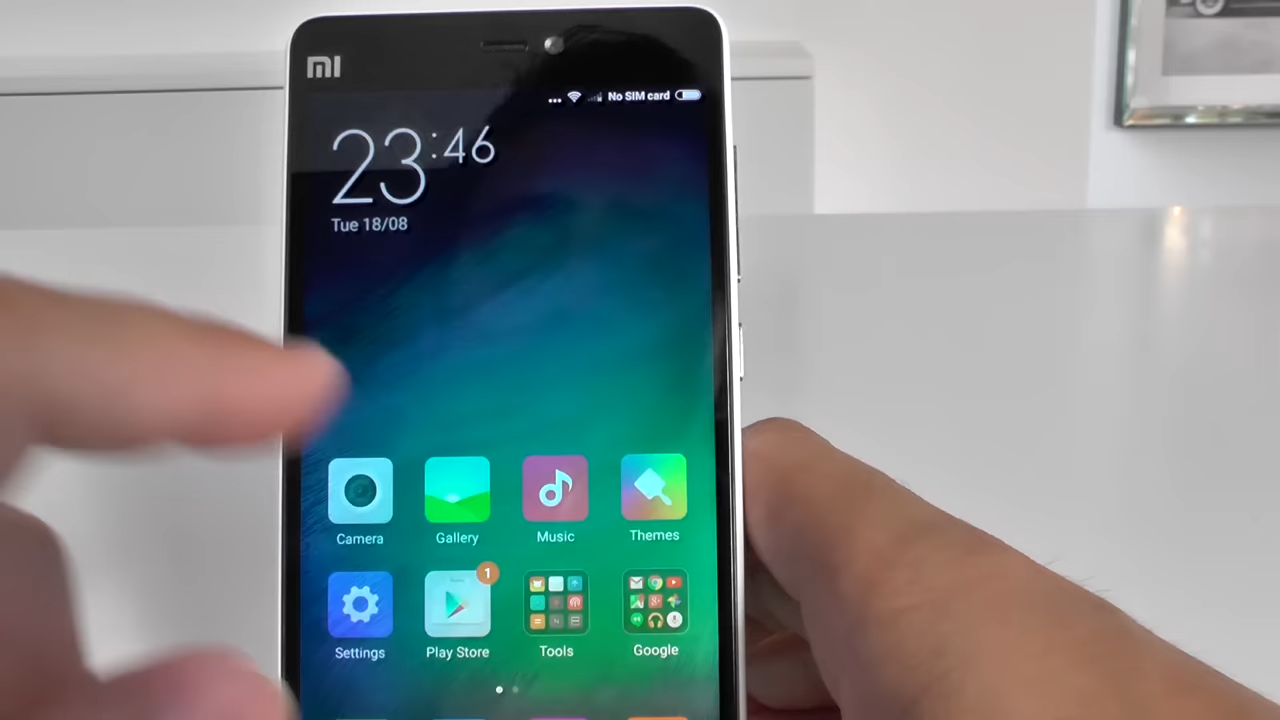 mi
No SIM card
23:46
Tue 18/08
Camera Gallery Music Themes
1
Settings Play Store Tools Google